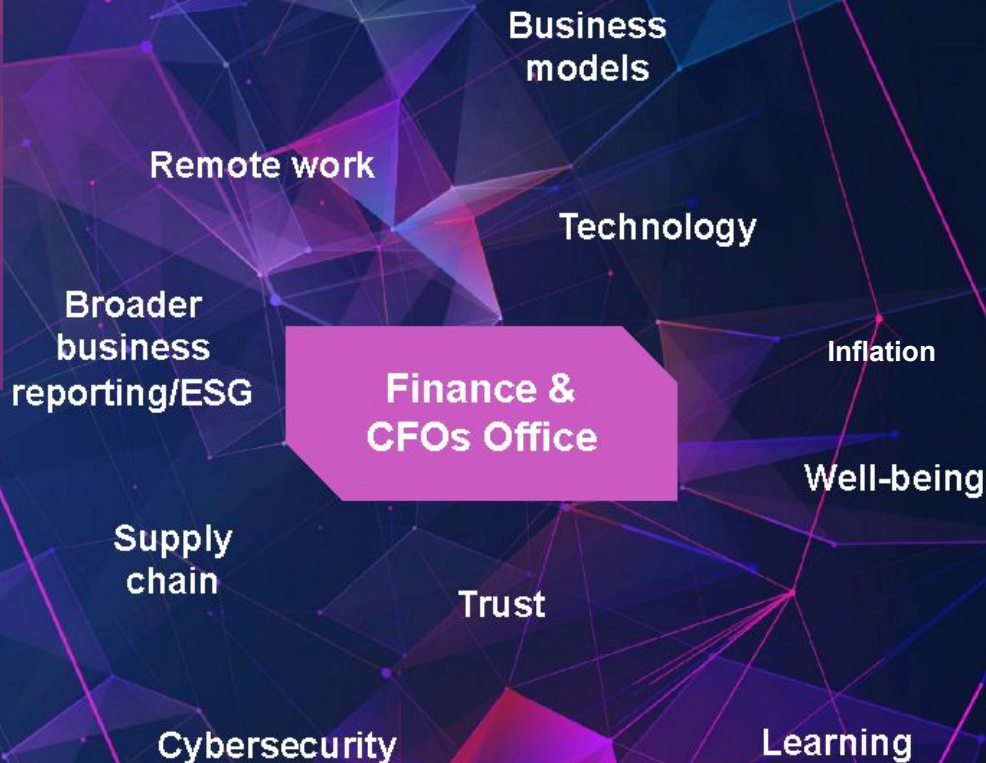 Business
models
Remote work
Technology
Broader
business
reporting/ESG
Inflation
Finance &
CFOs Office
Well-being
Supply
chain
Trust
Cybersecurity
Learning